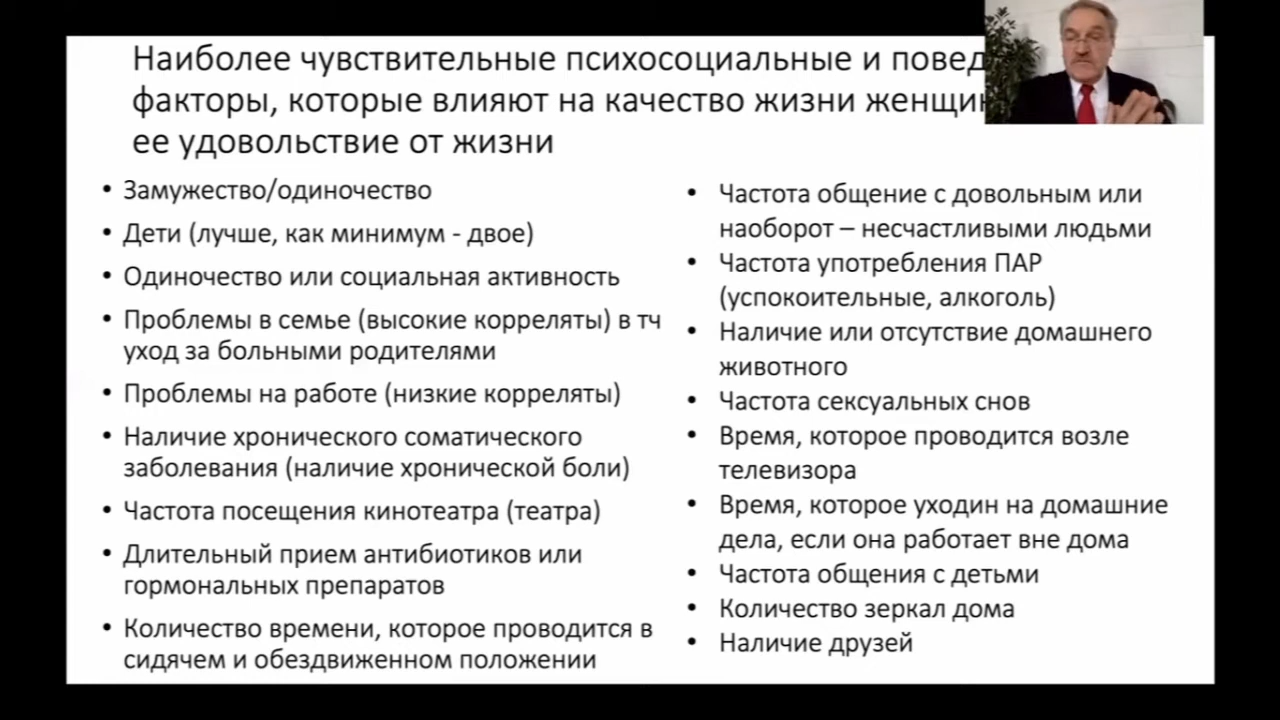 Наиболее чувствительные психосоциальные и
факторы, которые влияют на качество жизни
ее удовольствие от жизни
• Замужество/одиночество
• Дети (лучше, как минимум - двое)
• Одиночество или социальная активность
• Проблемы в семье (высокие корреляты) в тч
уход за больными родителями
• Проблемы на работе (низкие корреляты)
• Наличие хронического соматического
заболевания (наличие хронической боли)
• Частота посещения кинотеатра (театра)
• Длительный прием антибиотиков или
гормональных препаратов
• Количество времени, которое проводится в
сидячем и обездвиженном положении
• Частота общение с довольным или
наоборот – несчастливыми людьми
• Частота употребления ПАР
(успокоительные, алкоголь)
• Наличие или отсутствие домашнего
животного
• Частота сексуальных снов
• Время, которое проводится возле
телевизора
• Время, которое уходин на домашние
дела, если она работает вне дома
• Частота общения с детьми
• Количество зеркал дома
• Наличие друзей